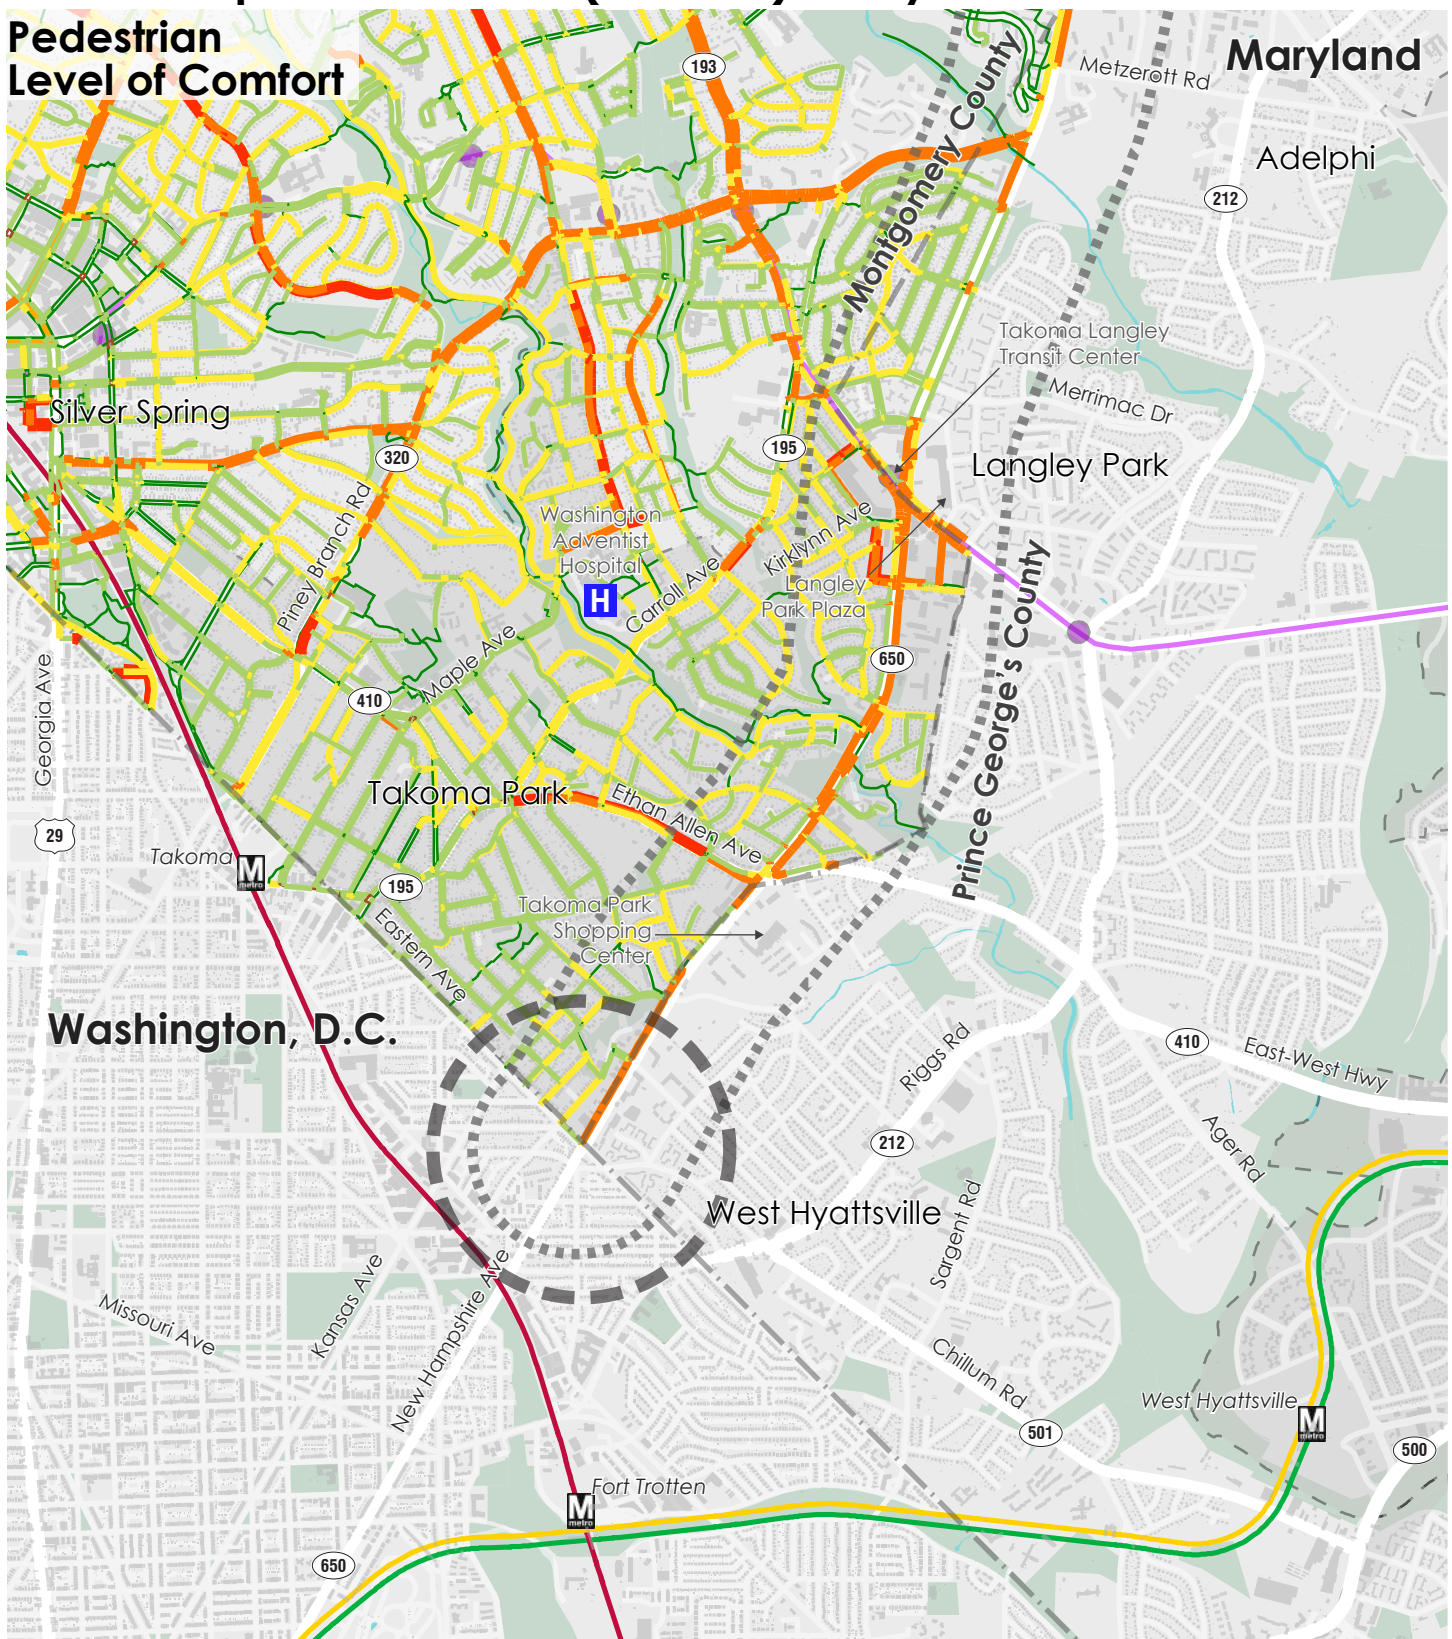 Pedestrian
Level of Comfort
193
Montgomery County
Maryland
Metzerott Rd
Adelphi
212
Takoma Langley
Transit Center
Merrimac Dr
Silver Spring
320
195
Langley Park
Piney Branch Rd
Washington
Adventist
Hospital
H
Kirklynn Ave
Carroll Ave
Langley
Park Plaza
Maple Ave
650
Prince George's County
410
Georgia Ave
Takoma Park
Ethan Allen Ave
29
Takoma
M
metro
195
Takoma Park
Shopping
Center
Eastern Ave
Washington, D.C.
Riggs Rd
410
East-West Hwy
212
Ager Rd
West Hyattsville
Sargent Rd
Missouri Ave
Kansas Ave
New Hampshire Ave
Chillum Rd
West Hyattsville
M
metro
501
500
Fort Trotten
M
metro
650